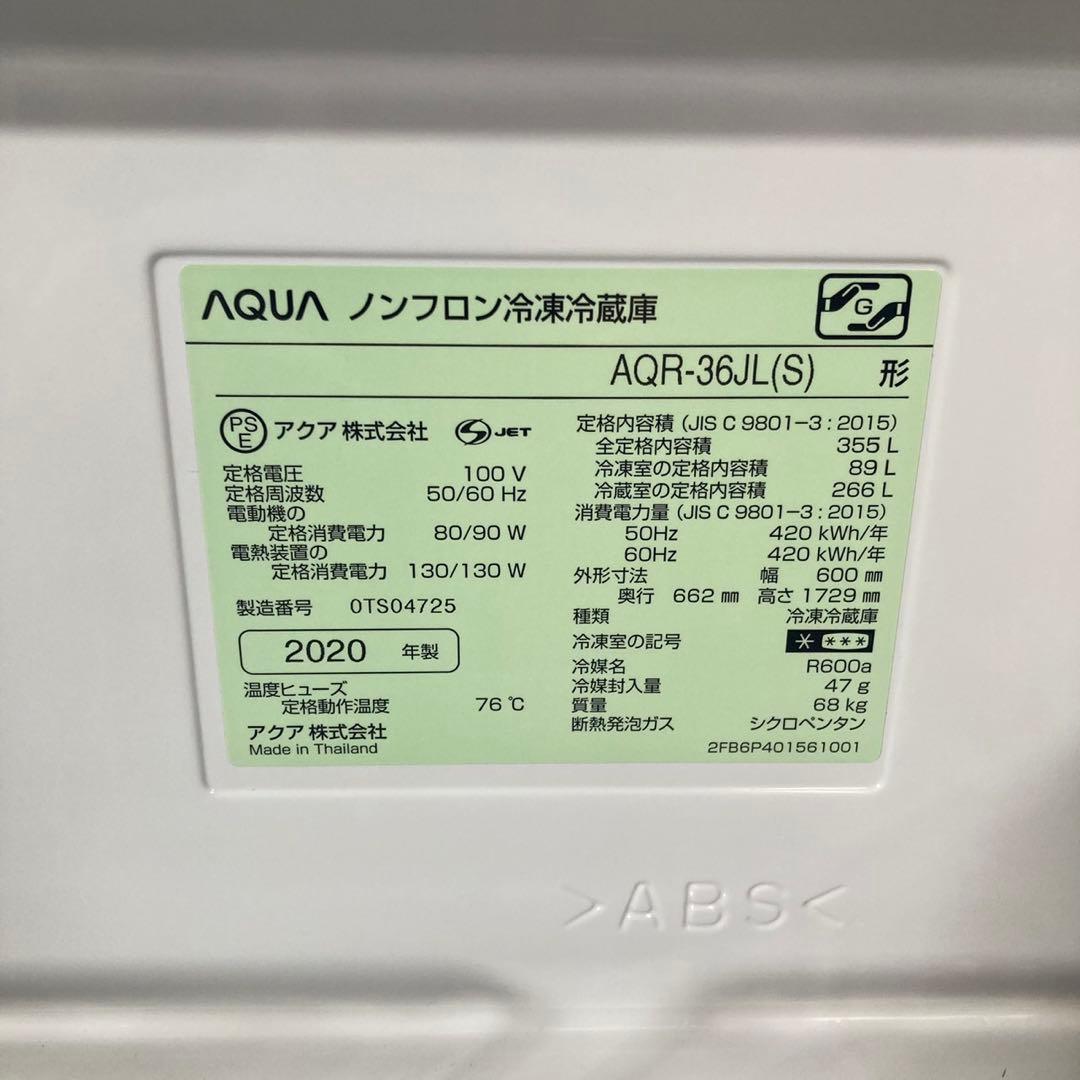 AQUA ノンフロン冷凍冷蔵庫
G
AQR-36JL(S) 形
PS
E
アクア 株式会社 S JET
定格電圧 100 V
定格周波数 50/60 Hz
電動機の
定格消費電力 80/90 W
電熱装置の
定格消費電力 130/130 W
製造番号 0TS04725
2020 年製
温度ヒューズ
定格動作温度 76 ℃
アクア 株式会社
Made in Thailand
定格内容積 (JIS C 9801-3 : 2015)
全定格内容積 355 L
冷凍室の定格内容積 89 L
冷蔵室の定格内容積 266 L
消費電力量 (JIS C 9801-3 : 2015)
50Hz 420 kWh/年
60Hz 420 kWh/年
外形寸法 幅 600 ㎜
奥行 662 ㎜ 高さ 1729 ㎜
種類 冷凍冷蔵庫
冷凍室の記号 * ***
冷媒名 R600a
冷媒封入量 47 g
質量 68 kg
断熱発泡ガス シクロペンタン
2FB6P401561001
>ABS<